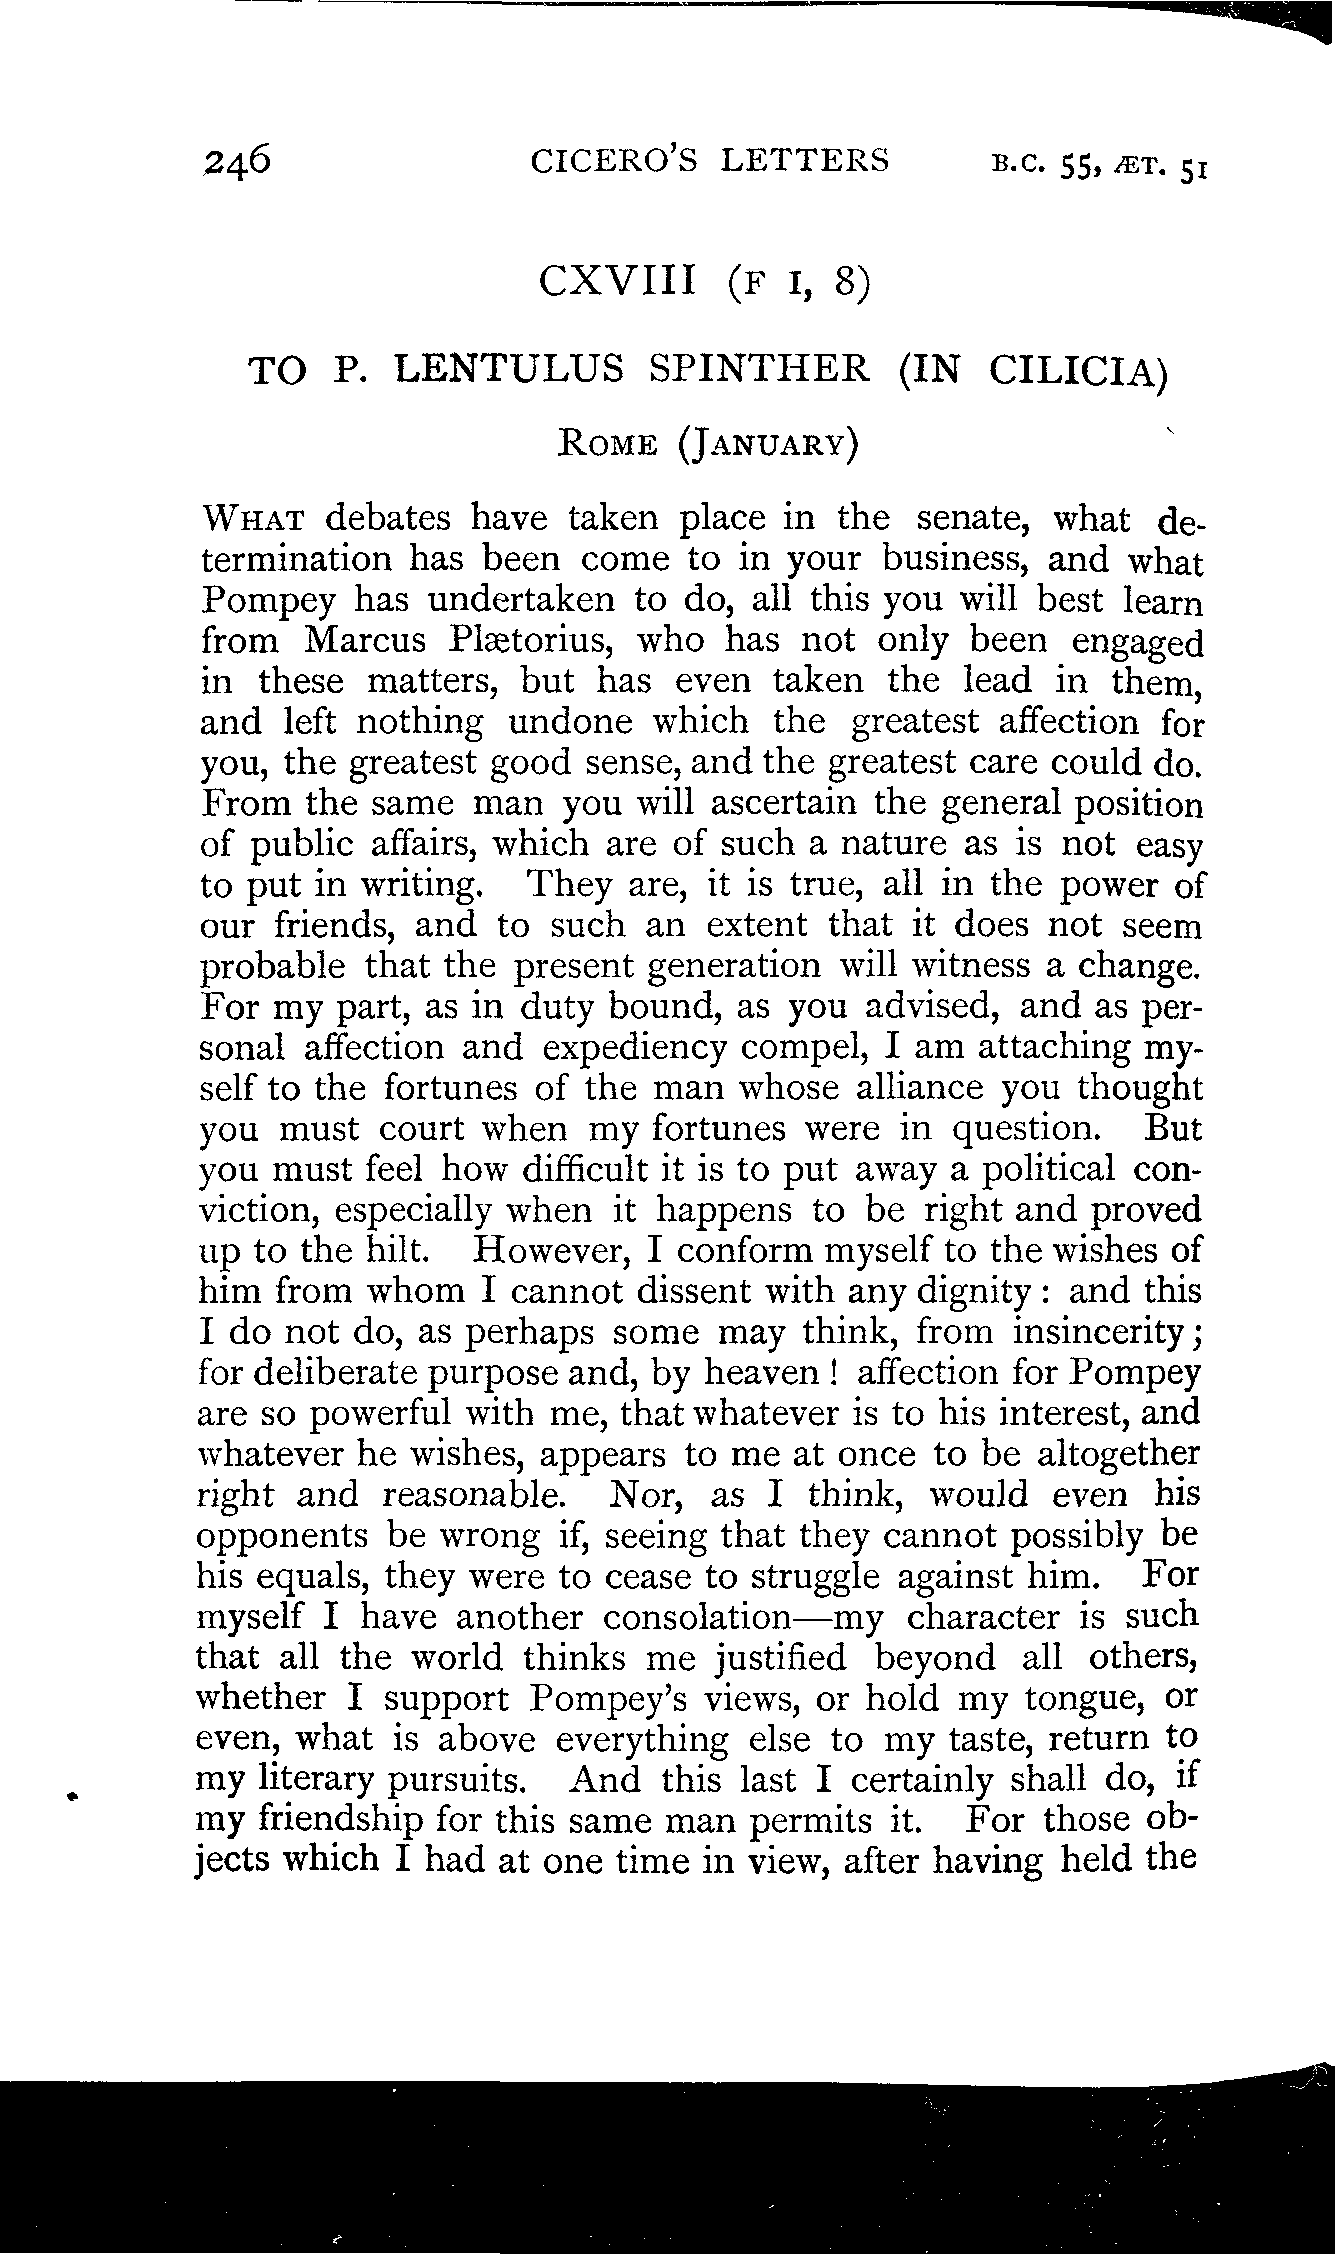 246 CICERO'S LETTERS B.C. 55, ÆT. 51
CXVIII (F I, 8)
TO P. LENTULUS SPINTHER (IN CILICIA)
ROME (JANUARY)
WHAT debates have taken place in the senate, what de-
termination has been come to in your business, and what
Pompey has undertaken to do, all this you will best learn
from Marcus Plætorius, who has not only been engaged
in these matters, but has even taken the lead in them,
and left nothing undone which the greatest affection for
you, the greatest good sense, and the greatest care could do.
From the same man you will ascertain the general position
of public affairs, which are of such a nature as is not easy
to put in writing. They are, it is true, all in the power of
our friends, and to such an extent that it does not seem
probable that the present generation will witness a change.
For my part, as in duty bound, as you advised, and as per-
sonal affection and expediency compel, I am attaching my-
self to the fortunes of the man whose alliance you thought
you must court when my fortunes were in question. But
you must feel how difficult it is to put away a political con-
viction, especially when it happens to be right and proved
up to the hilt. However, I conform myself to the wishes of
him from whom I cannot dissent with any dignity : and this
I do not do, as perhaps some may think, from insincerity ;
for deliberate purpose and, by heaven ! affection for Pompey
are so powerful with me, that whatever is to his interest, and
whatever he wishes, appears to me at once to be altogether
right and reasonable. Nor, as I think, would even his
opponents be wrong if, seeing that they cannot possibly be
his equals, they were to cease to struggle against him. For
myself I have another consolation—my character is such
that all the world thinks me justified beyond all others,
whether I support Pompey's views, or hold my tongue, or
even, what is above everything else to my taste, return to
my literary pursuits. And this last I certainly shall do, if
my friendship for this same man permits it. For those ob-
jects which I had at one time in view, after having held the